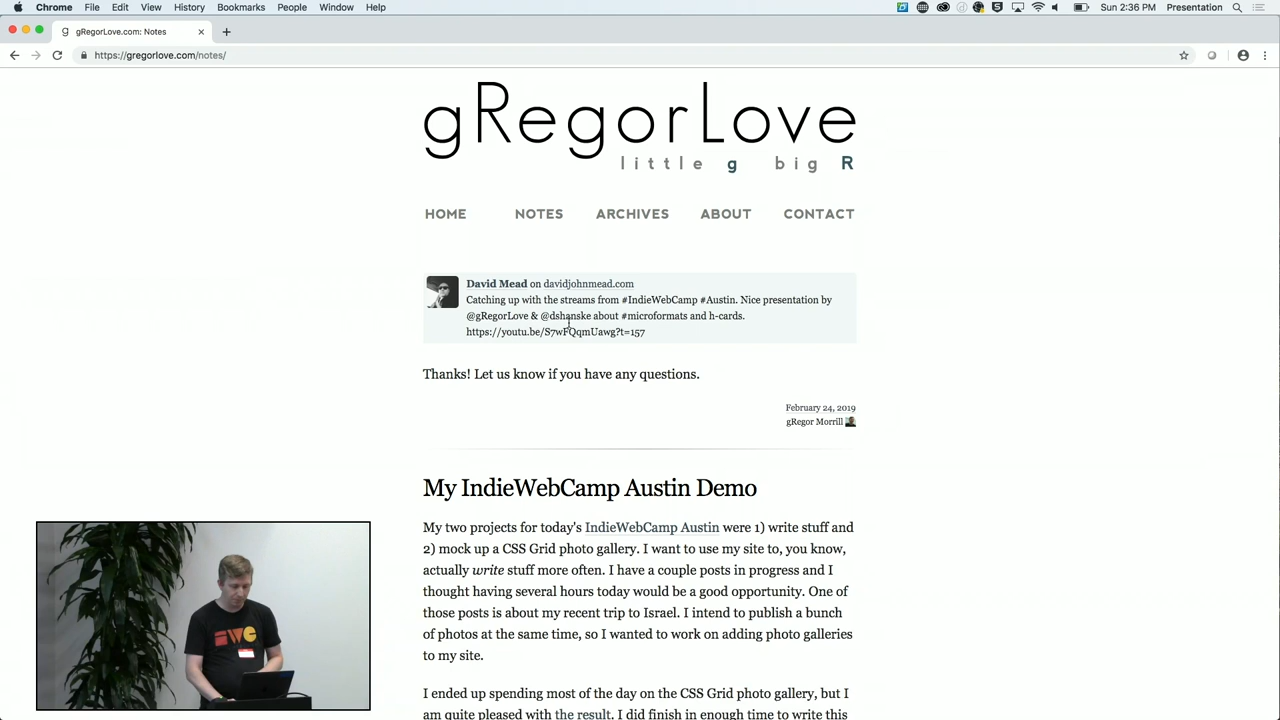 Chrome File Edit View History Bookmarks People Window Help Sun 2:36 PM Presentation
gRegorLove.com: Notes
https://gregorlove.com/notes/
gRegorLove
little g big R
HOME NOTES ARCHIVES ABOUT CONTACT
David Mead on davidjohnmead.com
Catching up with the streams from #IndieWebCamp #Austin. Nice presentation by
@gRegorLove & @dshanske about #microformats and h-cards.
https://youtu.be/S7wFQqmUawg?t=157
Thanks! Let us know if you have any questions.
February 24, 2019
gRegor Morrill
My IndieWebCamp Austin Demo
My two projects for today's IndieWebCamp Austin were 1) write stuff and
2) mock up a CSS Grid photo gallery. I want to use my site to, you know,
actually write stuff more often. I have a couple posts in progress and I
thought having several hours today would be a good opportunity. One of
those posts is about my recent trip to Israel. I intend to publish a bunch
of photos at the same time, so I wanted to work on adding photo galleries
to my site.
I ended up spending most of the day on the CSS Grid photo gallery, but I
am quite pleased with the result. I did finish in enough time to write this